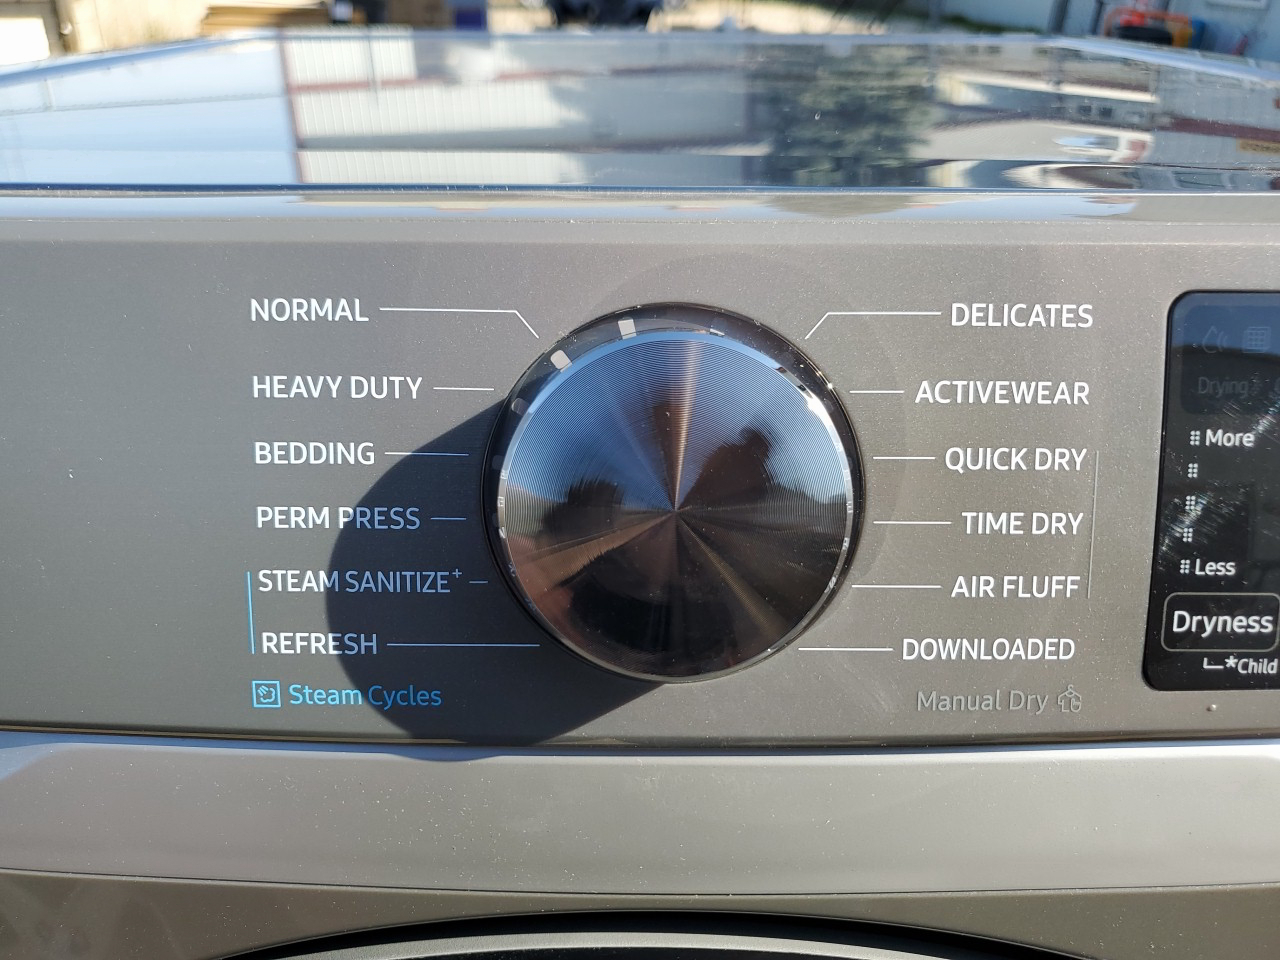 NORMAL
HEAVY DUTY
BEDDING
PERM PRESS
STEAM SANITIZE+
REFRESH
Steam Cycles
DELICATES
ACTIVEWEAR
QUICK DRY
TIME DRY
AIR FLUFF
DOWNLOADED
Manual Dry
Drying
More
Less
Dryness
*Child